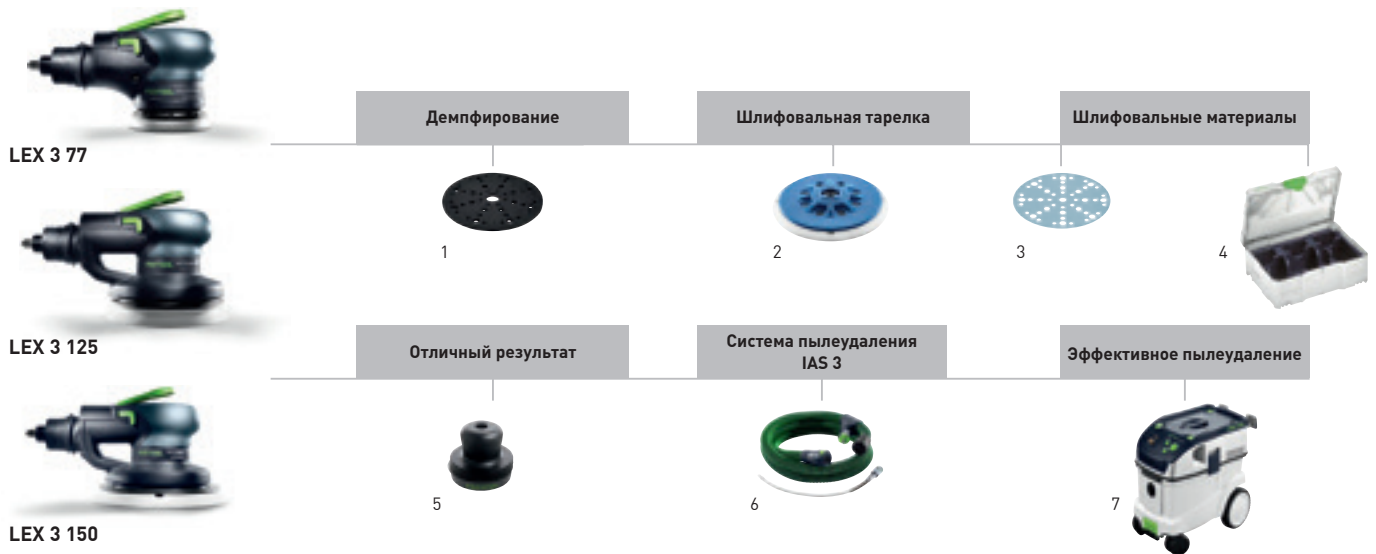 LEX 3 77
LEX 3 125
LEX 3 150
Демпфирование
Шлифовальная тарелка
Шлифовальные материалы
1
2
3
4
Отличный результат
Система пылеудаления
IAS 3
Эффективное пылеудаление
5
6
7